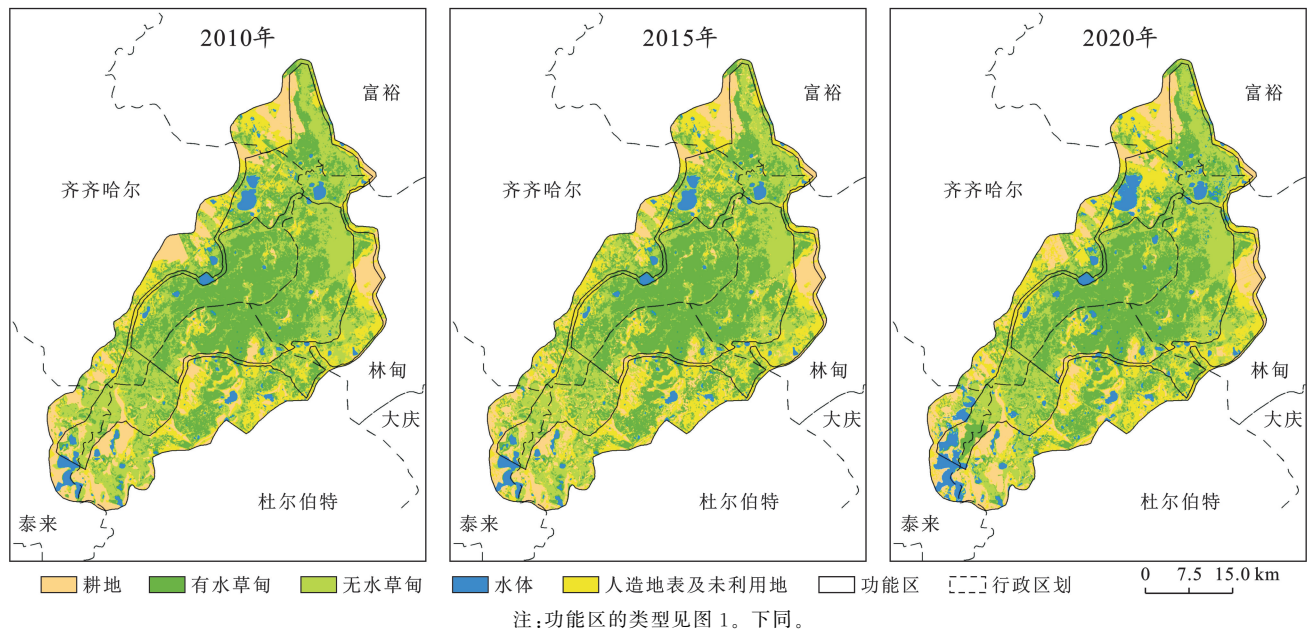 2010年
富裕
齐齐哈尔
林甸
大庆
杜尔伯特
泰来
2015年
富裕
齐齐哈尔
林甸
大庆
杜尔伯特
泰来
2020年
富裕
齐齐哈尔
林甸
大庆
杜尔伯特
泰来
耕地 有水草甸 无水草甸 水体 人造地表及未利用地 功能区 行政区划 0 7.5 15.0 km
注:功能区的类型见图 1。下同。